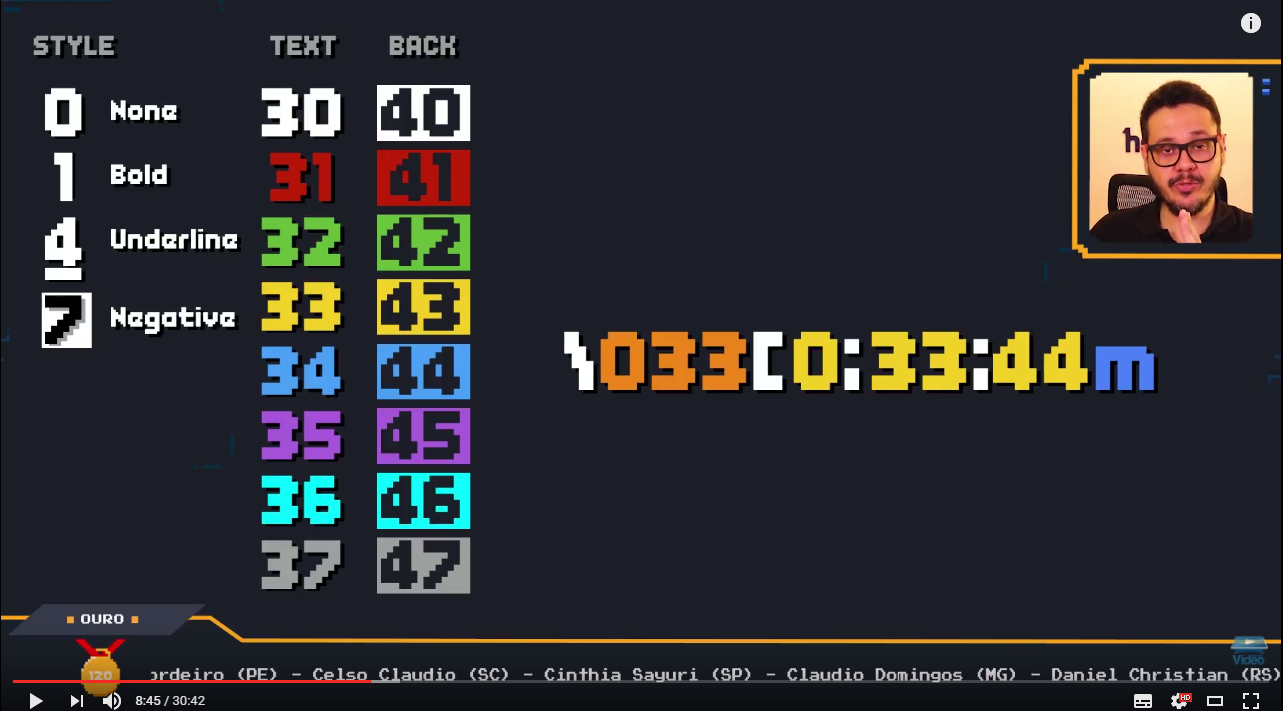 STYLE TEXT BACK
0 None 30 40
1 Bold 31 41
4 Underline 32 42
7 Negative 33 43
34 44
35 45
36 46
37 47
\033[0:33:44m
OURO
120
ordeiro (PE) - Celso Claudio (SC) - Cinthia Sayuri (SP) - Claudio Domingos (MG) - Daniel Christian (RS)
Video
8:45 / 30:42
HD